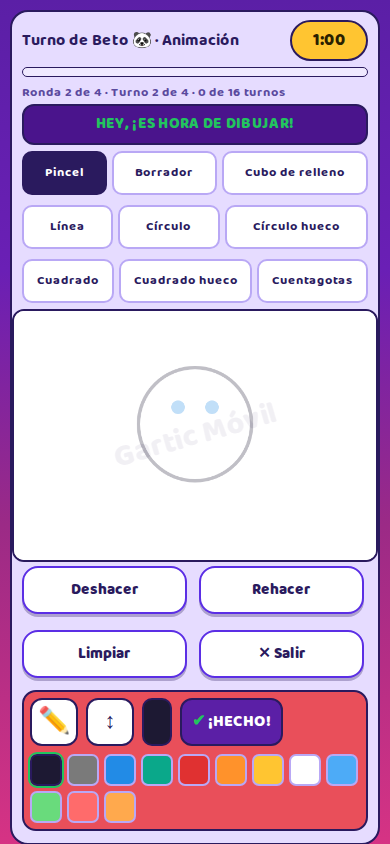 Turno de Beto 🐼 · Animación
1:00
Ronda 2 de 4 · Turno 2 de 4 · 0 de 16 turnos
HEY, ¡ES HORA DE DIBUJAR!
Pincel
Borrador
Cubo de relleno
Línea
Círculo
Círculo hueco
Cuadrado
Cuadrado hueco
Cuentagotas
Gartic Móvil
Deshacer
Rehacer
Limpiar
✕ Salir
✔ ¡HECHO!